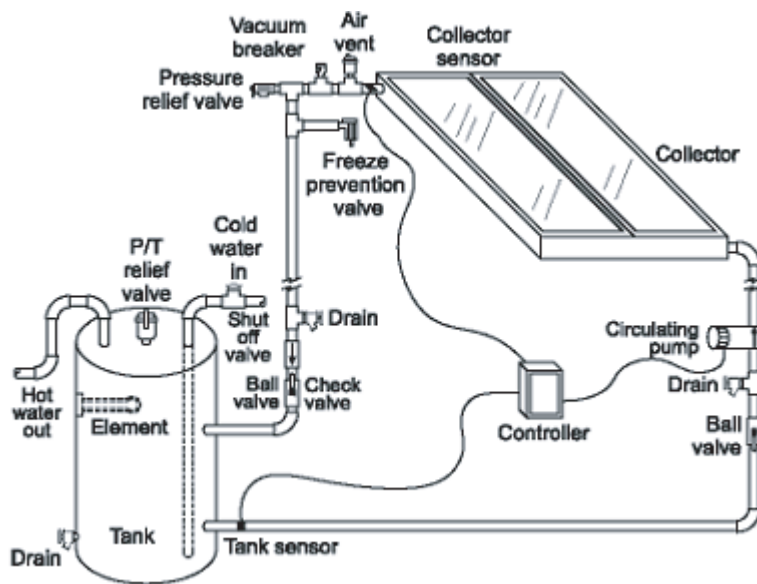 Vacuum
breaker
Air
vent
Collector
sensor
Pressure
relief valve
Collector
Freeze
prevention
valve
Cold
water
in
P/T
relief
valve
Shut
off
valve
Drain
Circulating
pump
Hot
water
out
Ball
valve
Check
valve
Element
Controller
Drain
Ball
valve
Drain
Tank
Tank sensor